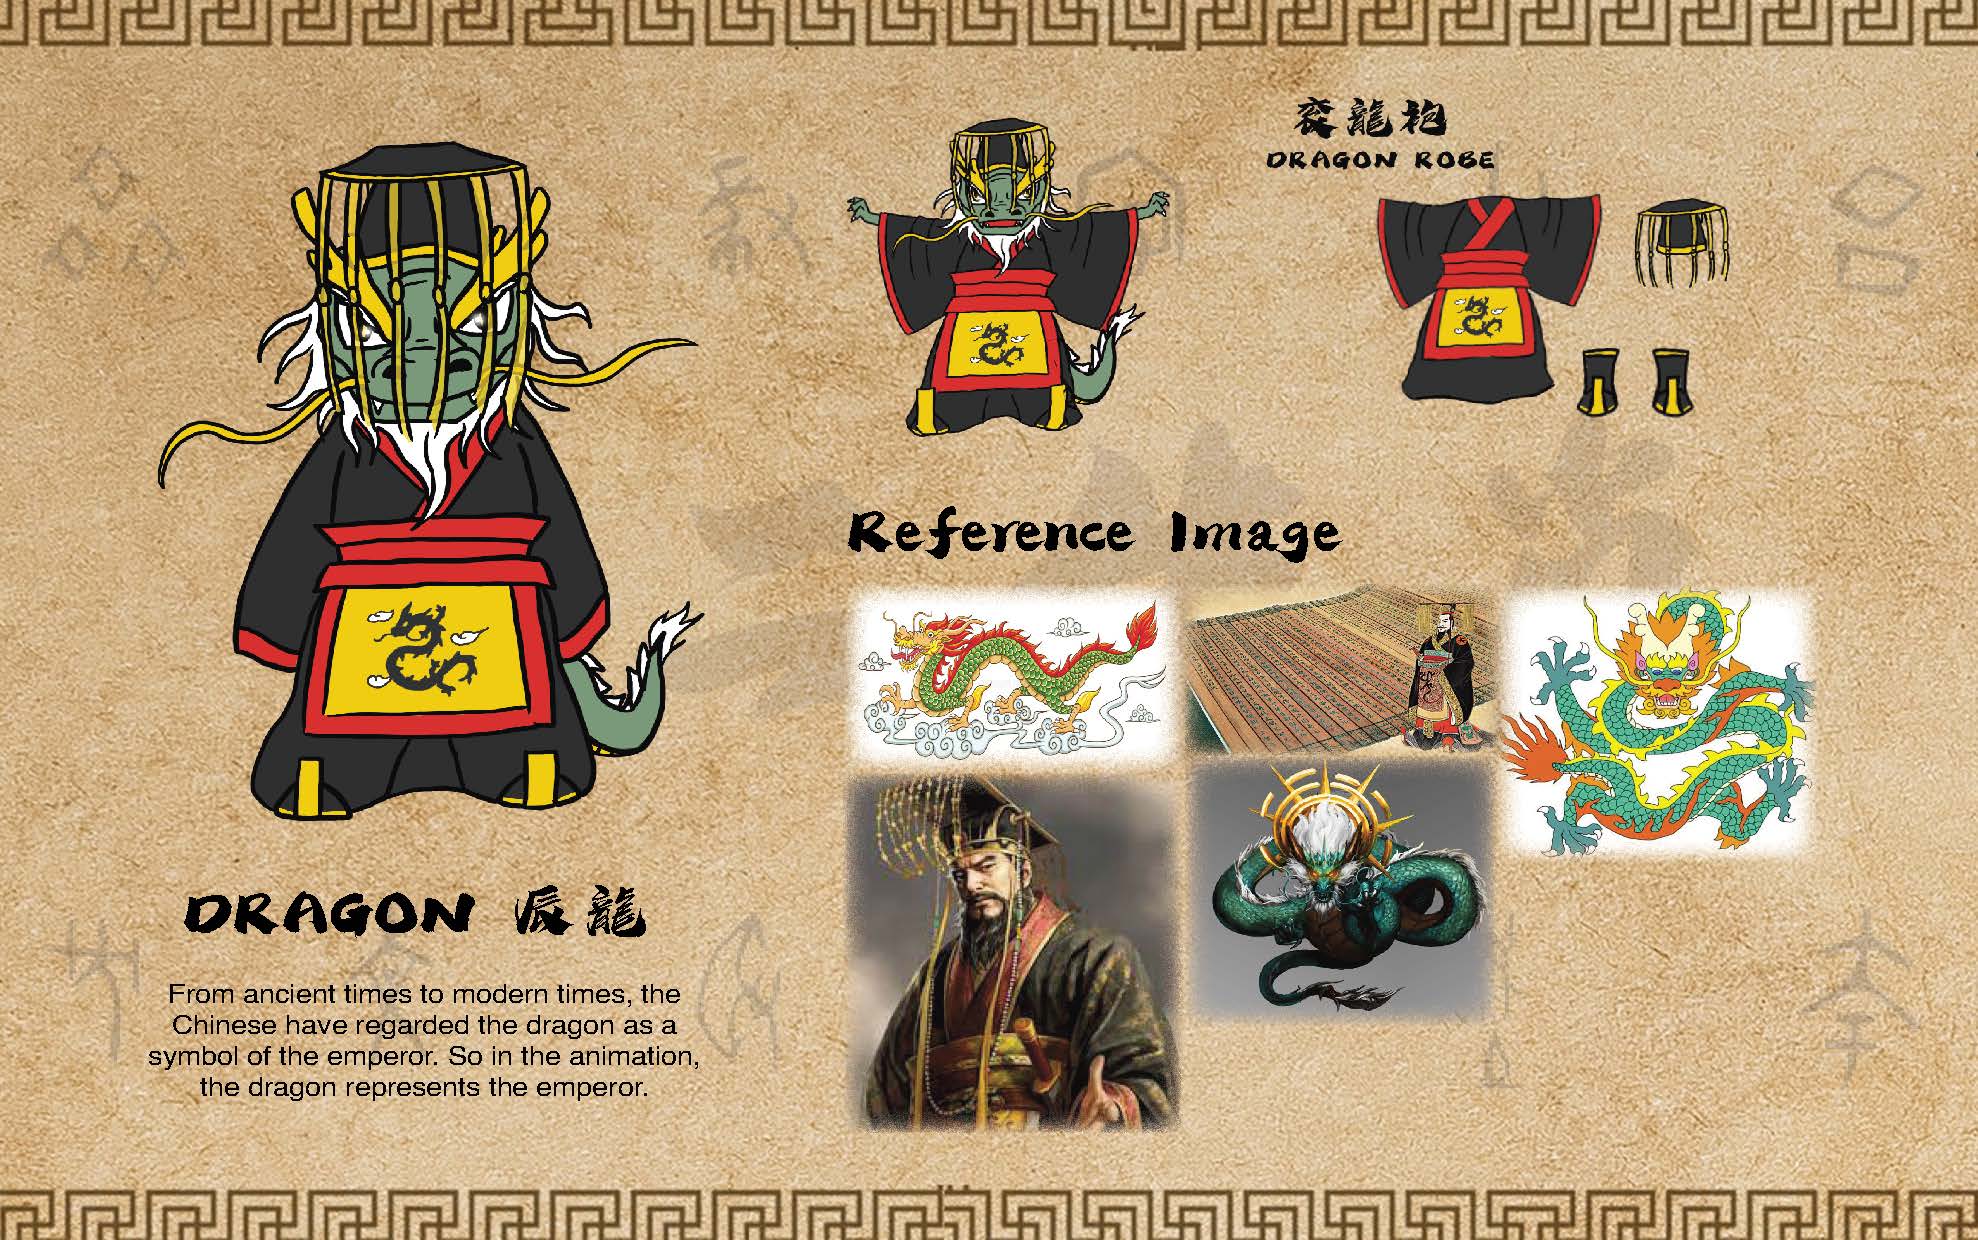 DRAGON 辰龍
From ancient times to modern times, the
Chinese have regarded the dragon as a
symbol of the emperor. So in the animation,
the dragon represents the emperor.
袞龍袍
DRAGON ROBE
Reference Image